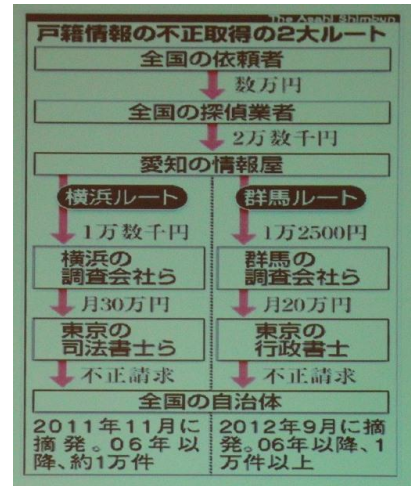 The Asahi Shimbun
戸籍情報の不正取得の2大ルート
全国の依頼者
数万円
全国の探偵業者
2万数千円
愛知の情報屋
横浜ルート
1万数千円
横浜の
調査会社ら
月30万円
東京の
司法書士ら
不正請求
群馬ルート
1万2500円
群馬の
調査会社ら
月20万円
東京の
行政書士
不正請求
全国の自治体
2011年11月に
摘発。06年以
降、約1万件
2012年9月に摘
発。06年以降、1
万件以上